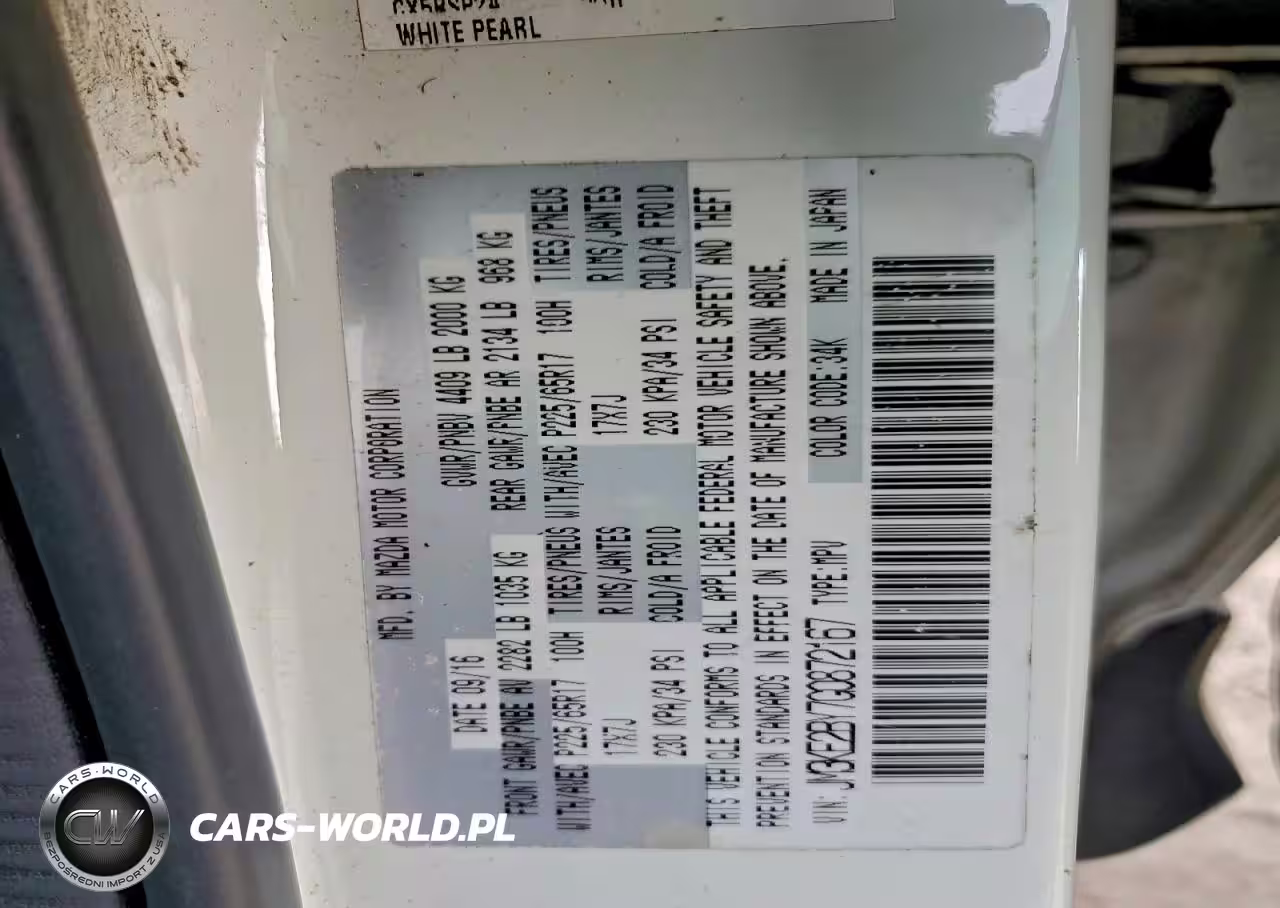 WHITE PEARL
MFD. BY MAZDA MOTOR CORPORATION
DATE 09/16 GVWR/PNBV 4409 LB 2000 KG
FRONT GAWR/PNBE AV 2282 LB 1035 KG REAR GAWR/PNBE AR 2134 LB 968 KG
WITH/AVEC P225/65R17 100H TIRES/PNEUS WITH/AVEC P225/65R17 100H TIRES/PNEUS
17X7J RIMS/JANTES 17X7J RIMS/JANTES
230 KPA/34 PSI COLD/A FROID 230 KPA/34 PSI COLD/A FROID
THIS VEHICLE CONFORMS TO ALL APPLICABLE FEDERAL MOTOR VEHICLE SAFETY AND THEFT
PREVENTION STANDARDS IN EFFECT ON THE DATE OF MANUFACTURE SHOWN ABOVE.
VIN: JM3KE2BY7G0872167 TYPE:MPV COLOR CODE:34K MADE IN JAPAN
CARS-WORLD
CW
BEZPOŚREDNI IMPORT Z USA
CARS-WORLD.PL